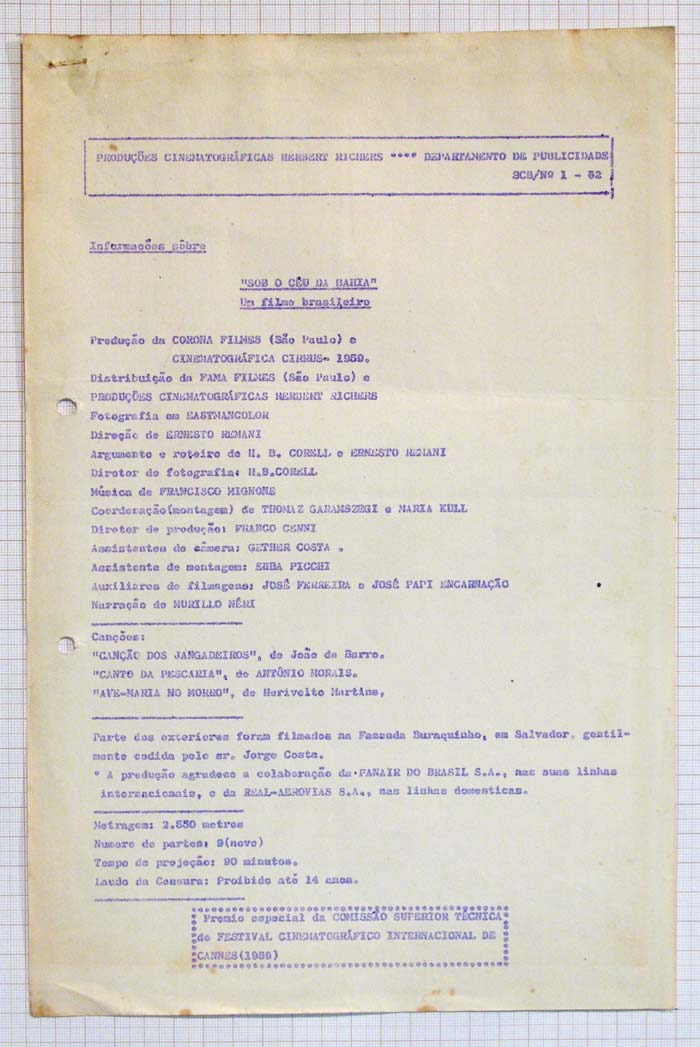 PRODUÇÕES CINEMATOGRÁFICAS HERBERT RICHERS **** DEPARTAMENTO DE PUBLICIDADE
SCB/Nº 1 - 52
Informações sôbre
"SOB O CÉU DA BAHIA"
Um filme brasileiro
Produção da CORONA FILMES (São Paulo) e
CINEMATOGRÁFICA CIRRUS- 1959.
Distribuição da FAMA FILMES (São Paulo) e
PRODUÇÕES CINEMATOGRÁFICAS HERBERT RICHERS
Fotografia em EASTMANCOLOR
Direção de ERNESTO REMANI
Argumento e roteiro de H. B. CORELL e ERNESTO REMANI
Diretor de fotografia: H.B.CORELL
Música de FRANCISCO MIGNONE
Coordenação(montagem) de THOMAZ GARAMSZEGI e MARIA KULL
Diretor de produção: FRANCO CENNI
Assistentes de câmera: GETHER COSTA .
Assistente de montagem: EBBA PICCHI
Auxiliares de filmagens: JOSÉ FERREIRA e JOSÉ PAPI ENCARNAÇÃO
Narração de MURILLO NÉRI
Canções:
"CANÇÃO DOS JANGADEIROS", de João de Barro.
"CANTO DA PESCARIA", de ANTÔNIO MORAIS.
"AVE-MARIA NO MORRO", de Herivelto Martins,
Parte dos exteriores foram filmados na Fazenda Buraquinho, em Salvador, gentil-
mente cedida pelo sr. Jorge Costa.
* A produção agradece a colaboração da PANAIR DO BRASIL S.A., nas suas linhas
internacionais, e da REAL-AEROVIAS S.A., nas linhas domesticas.
Metragem: 2.550 metros
Numero de partes: 9(nove)
Tempo de projeção: 90 minutos.
Laudo da Censura: Proibido até 14 anos.
Premio especial da COMISSÃO SUPERIOR TÉCNICA
do FESTIVAL CINEMATOGRÁFICO INTERNACIONAL DE
CANNES(1959)